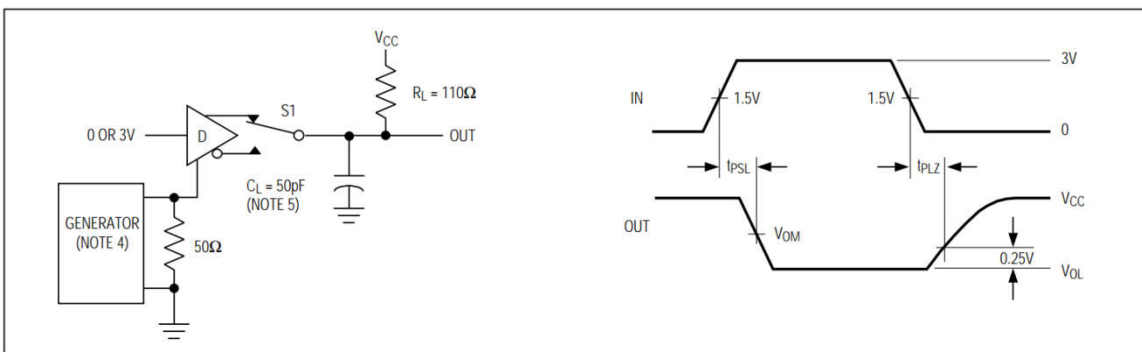 VCC
RL = 110Ω
S1
0 OR 3V
D
OUT
CL = 50pF
(NOTE 5)
GENERATOR
(NOTE 4)
50Ω
3V
IN
1.5V
1.5V
0
tPSL
tPLZ
VCC
OUT
VOM
0.25V
VOL